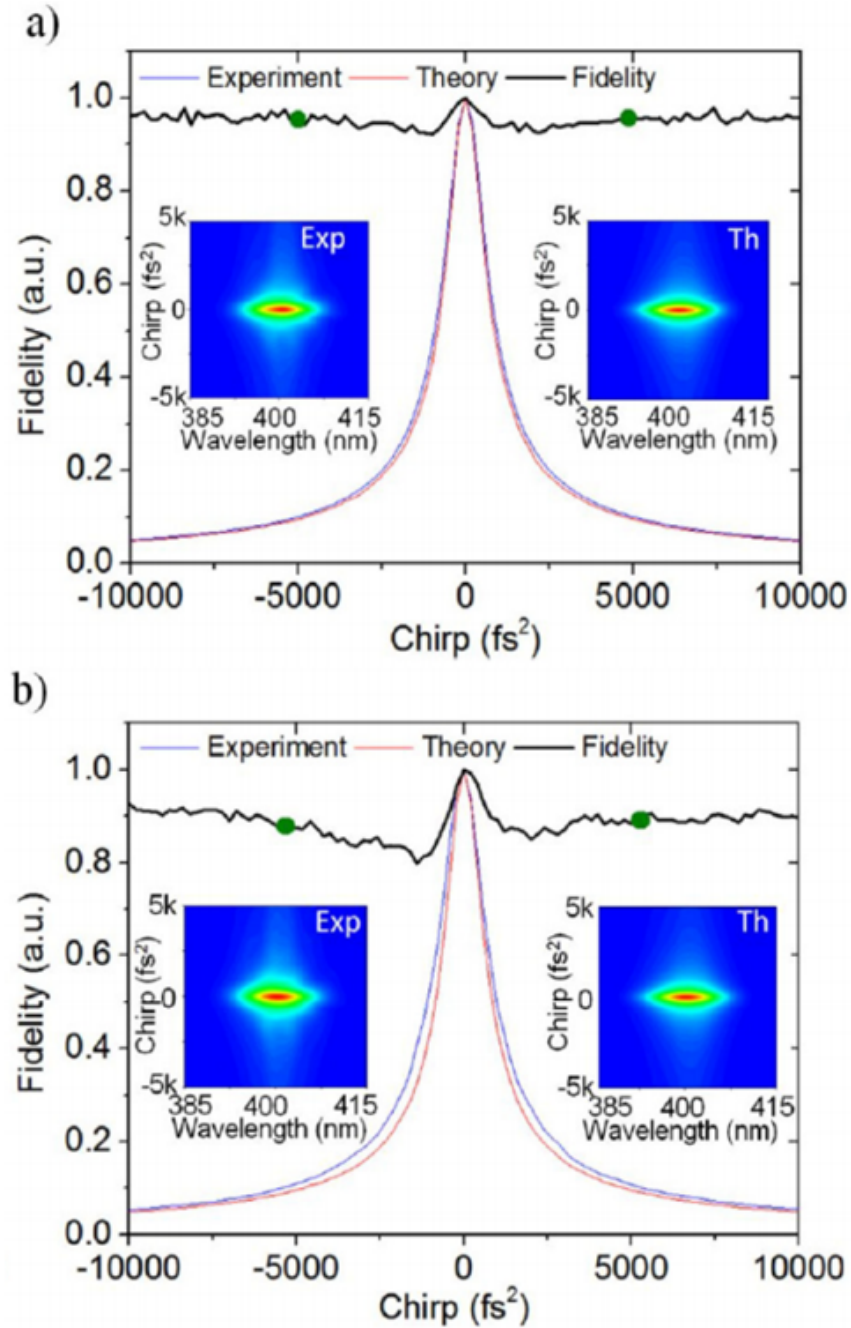 a)
Experiment Theory Fidelity
1.0
0.8
0.6
0.4
0.2
0.0
Fidelity (a.u.)
5k
0
-5k
Chirp (fs²)
Exp
385 400 415
Wavelength (nm)
5k
0
-5k
Chirp (fs²)
Th
385 400 415
Wavelength (nm)
-10000 -5000 0 5000 10000
Chirp (fs²)
b)
Experiment Theory Fidelity
1.0
0.8
0.6
0.4
0.2
0.0
Fidelity (a.u.)
5k
0
-5k
Chirp (fs²)
Exp
385 400 415
Wavelength (nm)
5k
0
-5k
Chirp (fs²)
Th
385 400 415
Wavelength (nm)
-10000 -5000 0 5000 10000
Chirp (fs²)